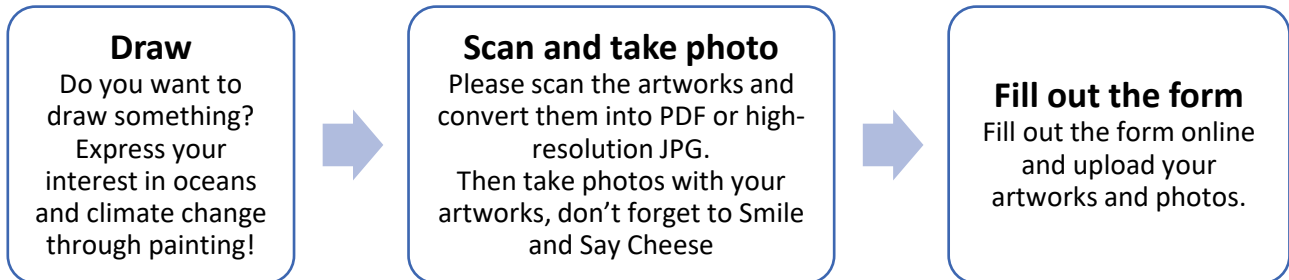 Draw
Do you want to
draw something?
Express your
interest in oceans
and climate change
through painting!
Scan and take photo
Please scan the artworks and
convert them into PDF or high-
resolution JPG.
Then take photos with your
artworks, don’t forget to Smile
and Say Cheese
Fill out the form
Fill out the form online
and upload your
artworks and photos.